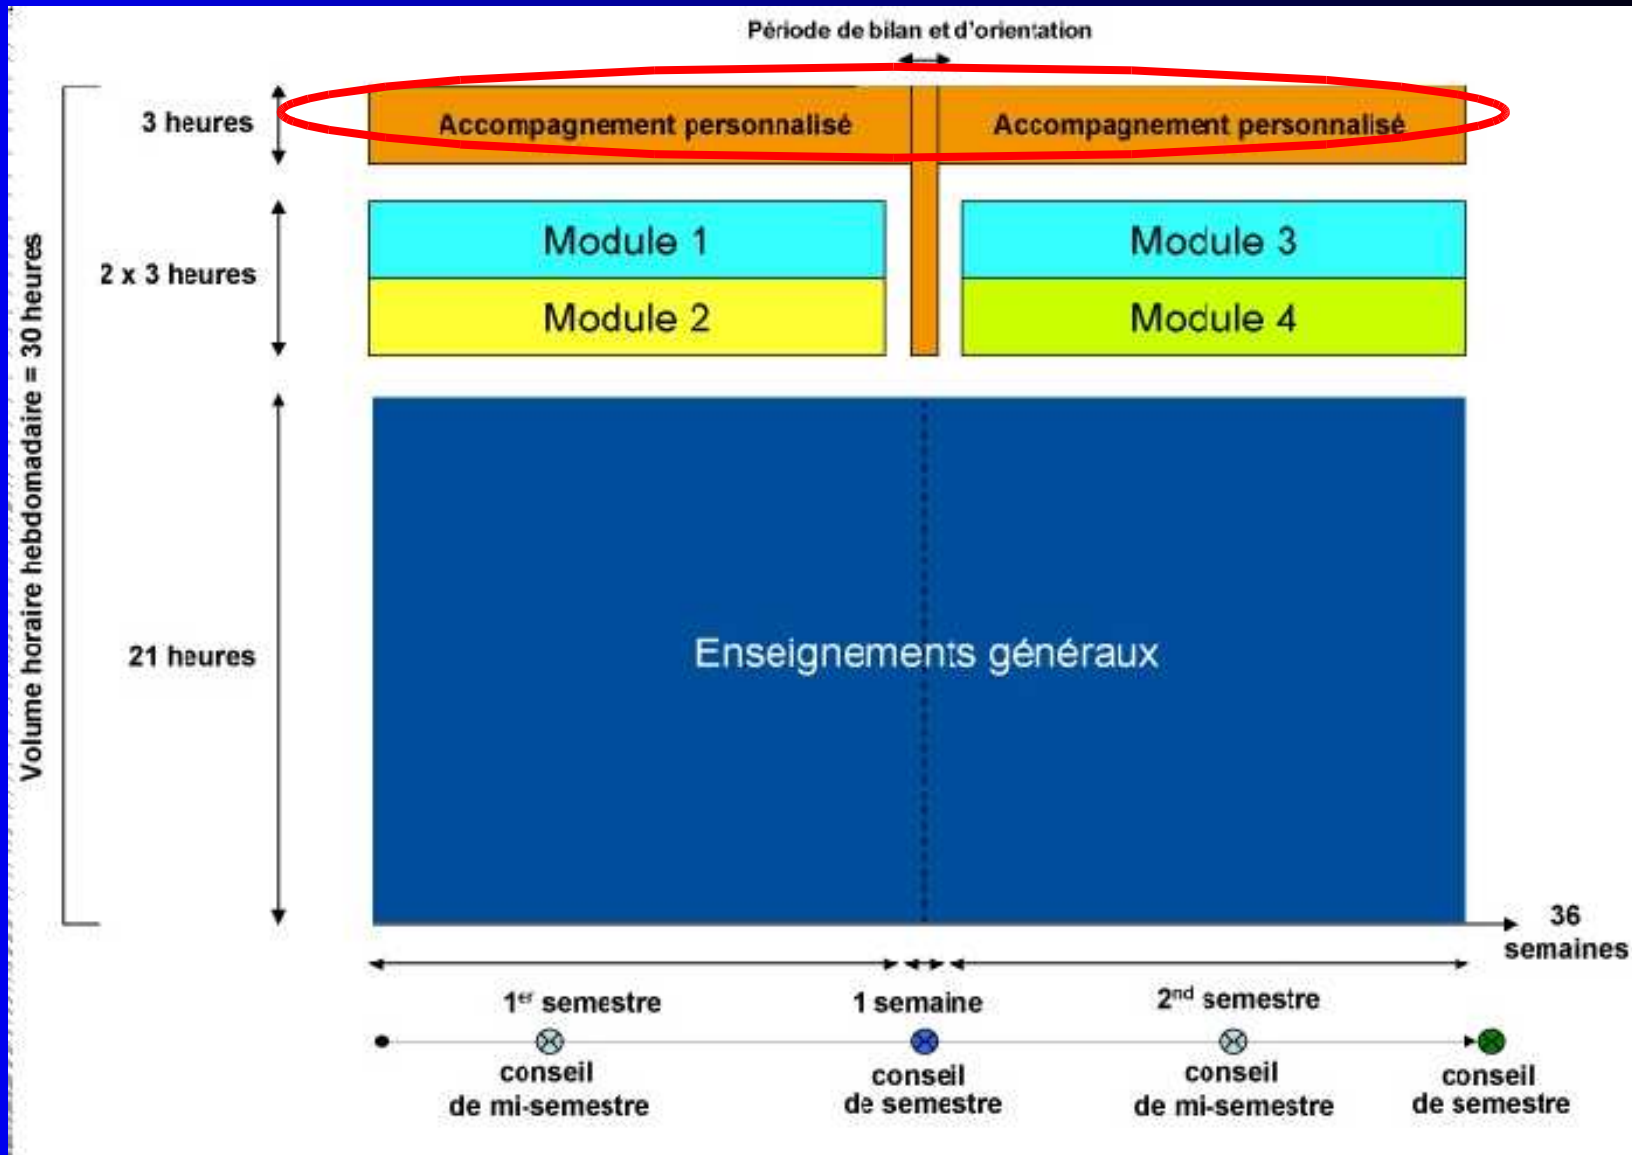 Période de bilan et d'orientation
3 heures
Accompagnement personnalisé
Accompagnement personnalisé
2 x 3 heures
Module 1
Module 3
Module 2
Module 4
Volume horaire hebdomadaire = 30 heures
21 heures
Enseignements généraux
36
semaines
1er semestre
1 semaine
2nd semestre
conseil
de mi-semestre
conseil
de semestre
conseil
de mi-semestre
conseil
de semestre